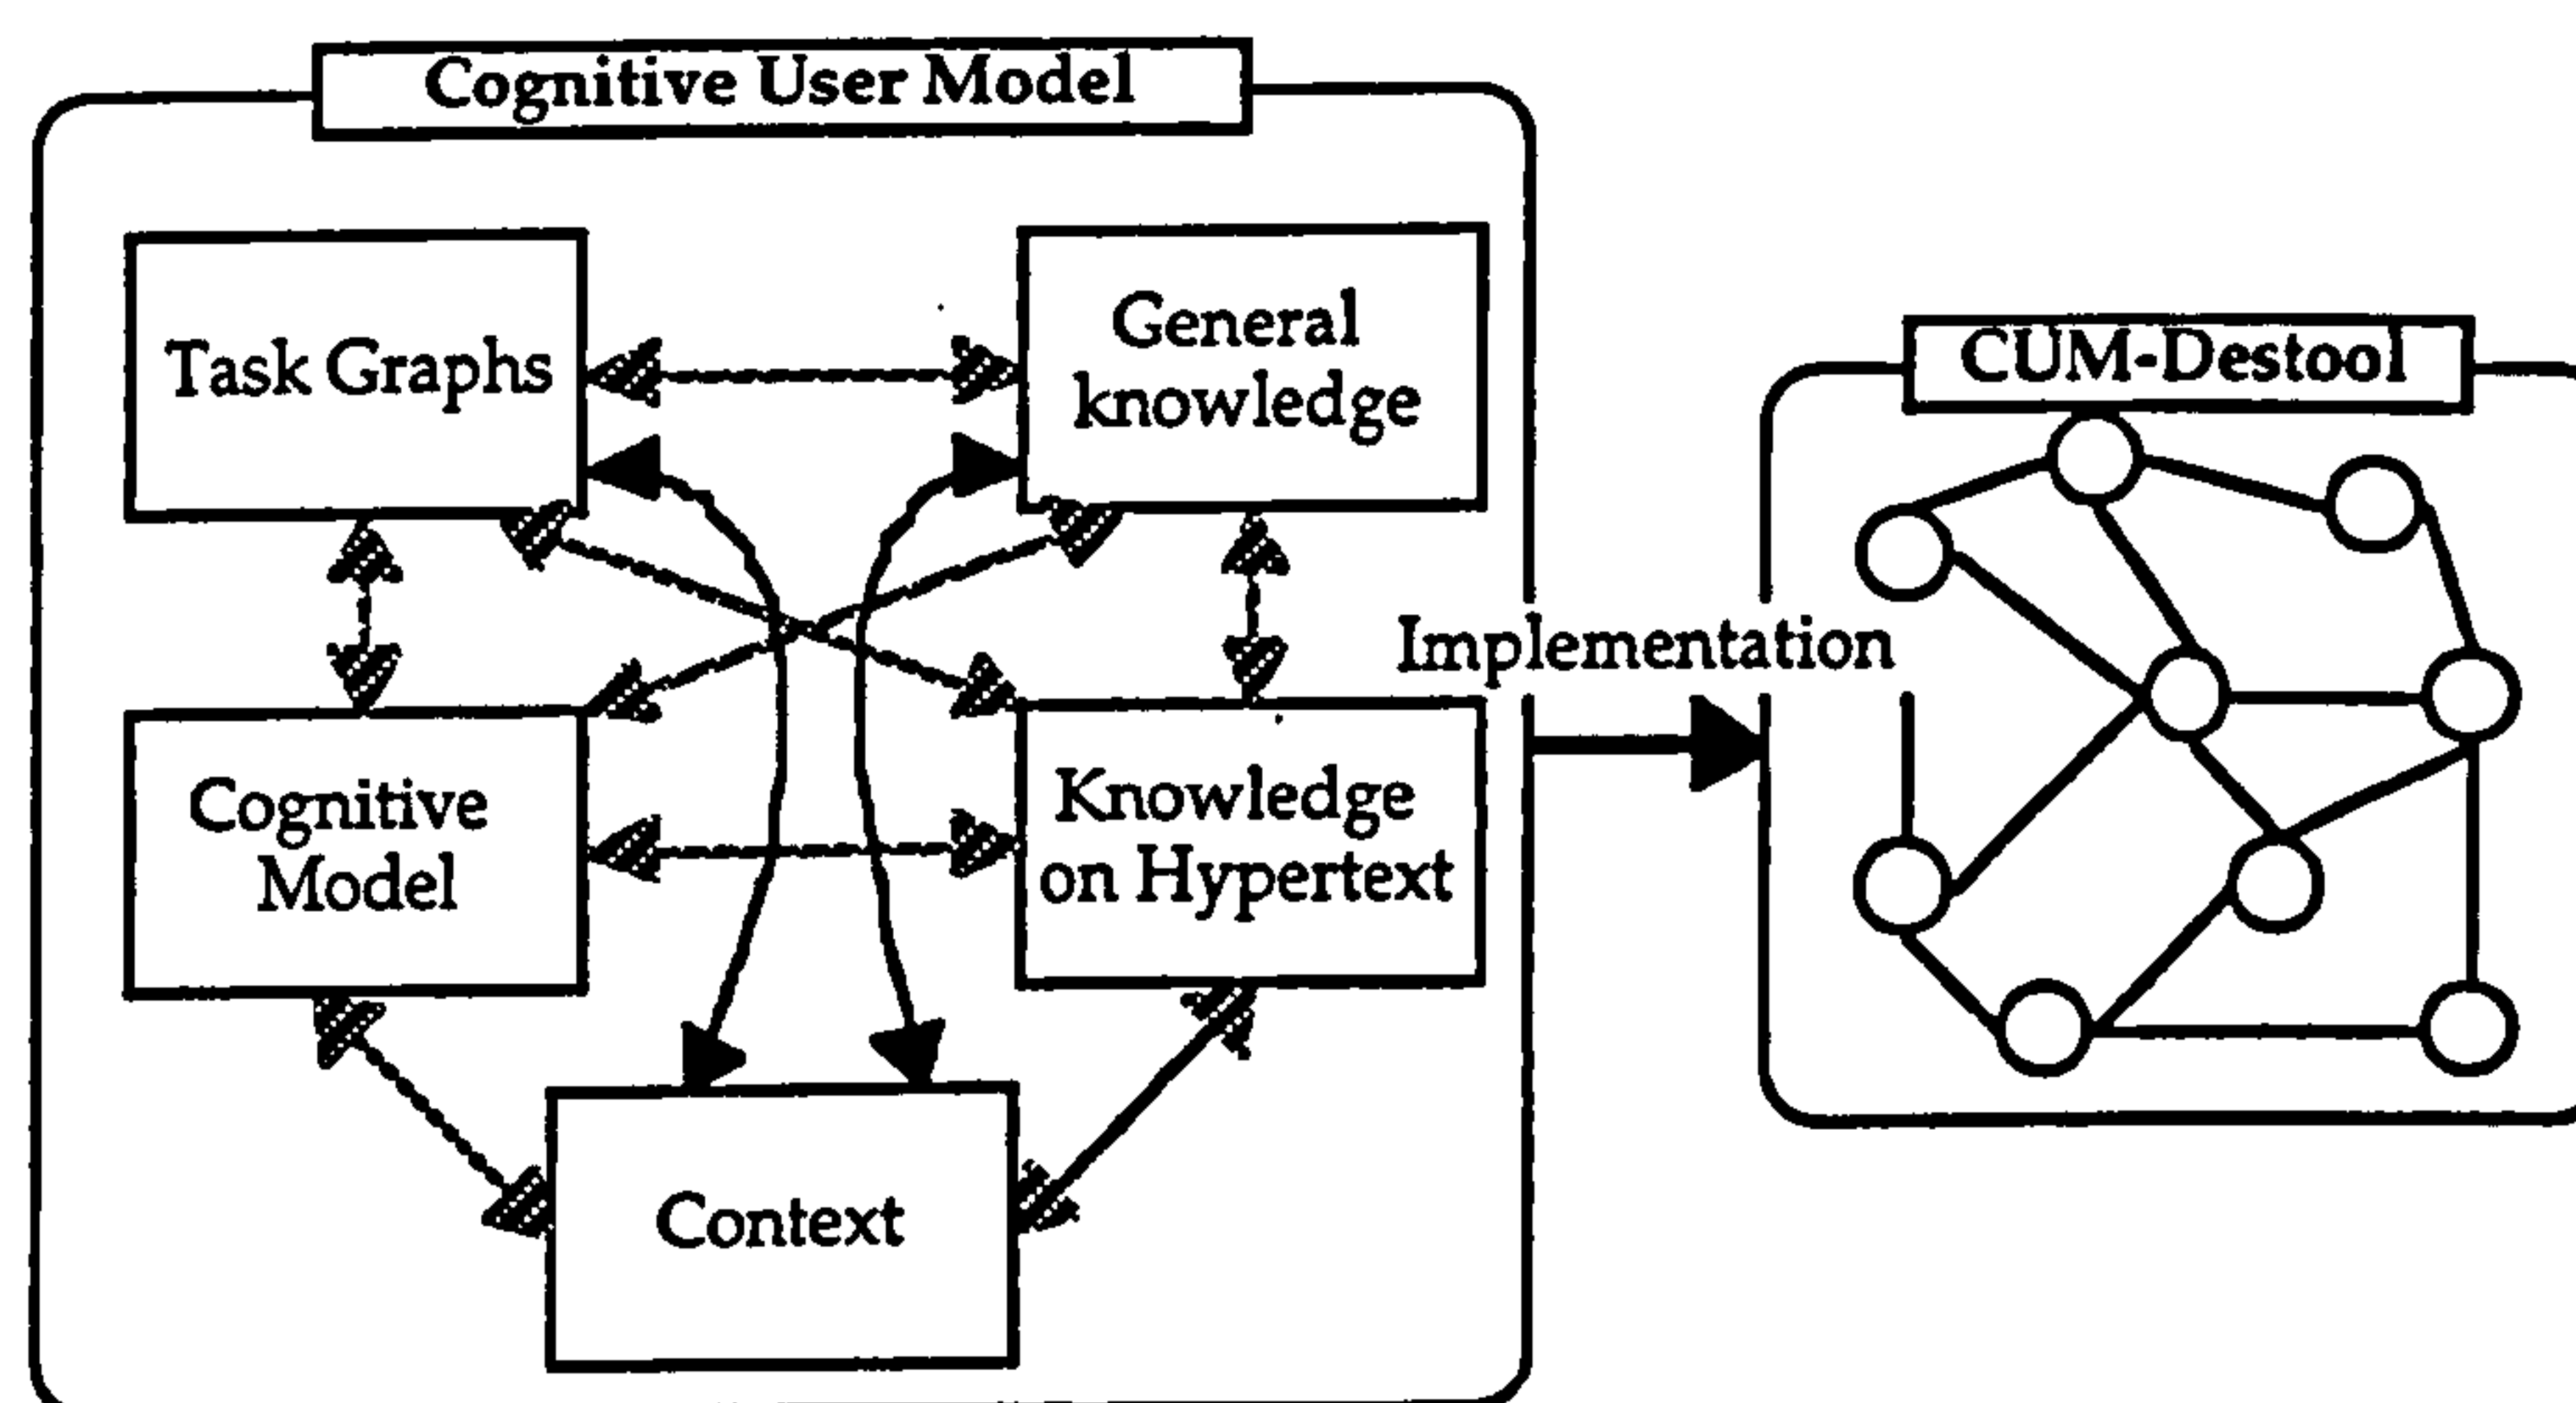 Cognitive User Model
Task Graphs
General
knowledge
Cognitive
Model
Knowledge
on Hypertext
Context
Implementation
CUM-Destool